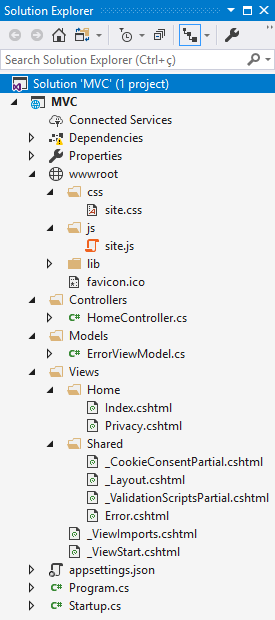 Solution Explorer
Search Solution Explorer (Ctrl+ç)
Solution 'MVC' (1 project)
MVC
Connected Services
Dependencies
Properties
wwwroot
css
site.css
js
site.js
lib
favicon.ico
Controllers
C# HomeController.cs
Models
C# ErrorViewModel.cs
Views
Home
Index.cshtml
Privacy.cshtml
Shared
_CookieConsentPartial.cshtml
_Layout.cshtml
_ValidationScriptsPartial.cshtml
Error.cshtml
_ViewImports.cshtml
_ViewStart.cshtml
appsettings.json
C# Program.cs
C# Startup.cs